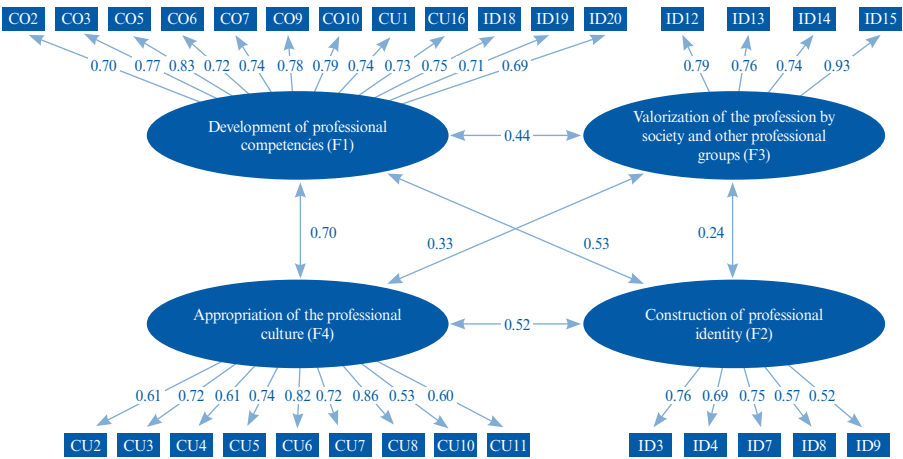 CO2 CO3 CO5 CO6 CO7 CO9 CO10 CU1 CU16 ID18 ID19 ID20 ID12 ID13 ID14 ID15
0.70 0.77 0.83 0.72 0.74 0.78 0.79 0.74 0.73 0.75 0.71 0.69 0.79 0.76 0.74 0.93
Development of professional
competencies (F1)
0.44
Valorization of the profession by
society and other professional
groups (F3)
0.70
0.33
0.53
0.24
Appropriation of the professional
culture (F4)
0.52
Construction of professional
identity (F2)
0.61 0.72 0.61 0.74 0.82 0.72 0.86 0.53 0.60 0.76 0.69 0.75 0.57 0.52
CU2 CU3 CU4 CU5 CU6 CU7 CU8 CU10 CU11 ID3 ID4 ID7 ID8 ID9